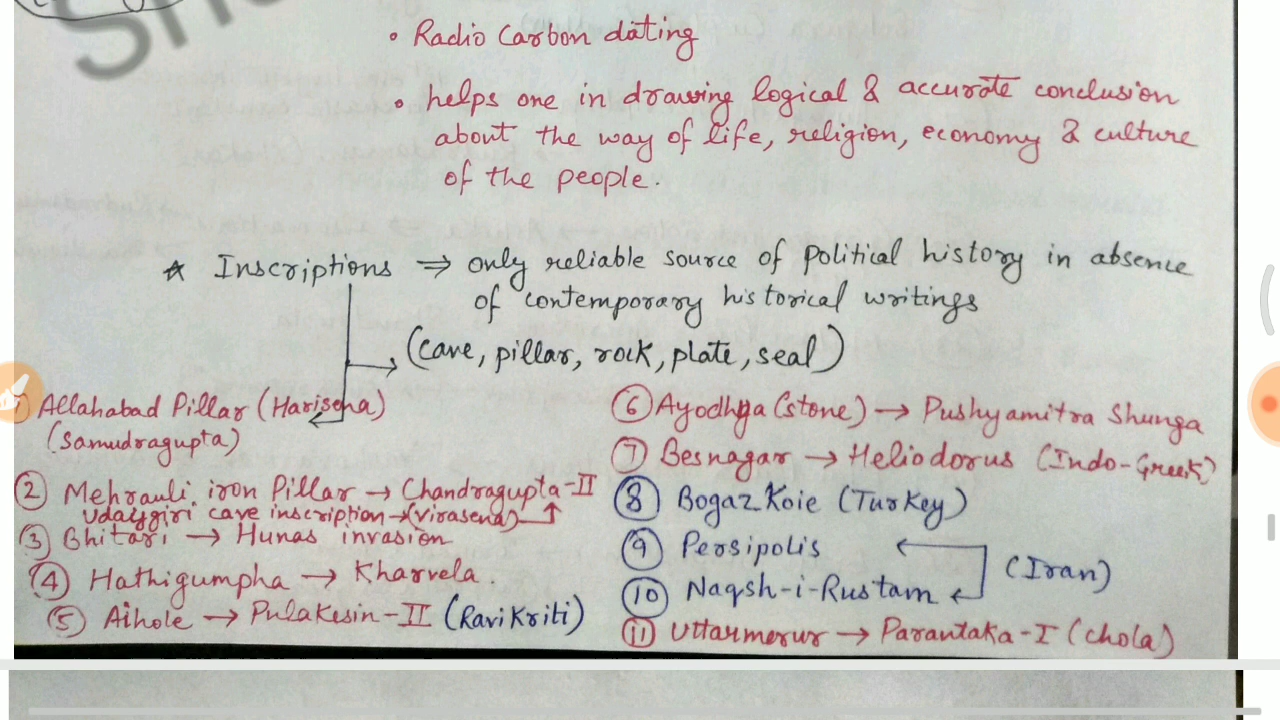 • Radio Carbon dating
• helps one in drawing logical & accurate conclusion
about the way of life, religion, economy & culture
of the people.
☆ Inscriptions ⇒ only reliable source of political history in absence
of contemporary historical writings
→ (cave, pillar, rock, plate, seal)
1) Allahabad Pillar (Harisena)
(Samudragupta)
② Mehrauli iron Pillar → Chandragupta-II
Udaygiri cave inscription → (Virasena) ↑
③ Bhitari → Hunas invasion
④ Hathigumpha → Kharvela.
⑤ Aihole → Pulakesin-II (RaviKriti)
⑥ Ayodhya (stone) → Pushyamitra Shunga
⑦ Besnagar → Heliodorus (Indo-Greek)
⑧ Bogaz Koie (Turkey)
⑨ Persipolis
(Iran)
⑩ Naqsh-i-Rustam
⑪ Uttarmerur → Parantaka-I (Chola)